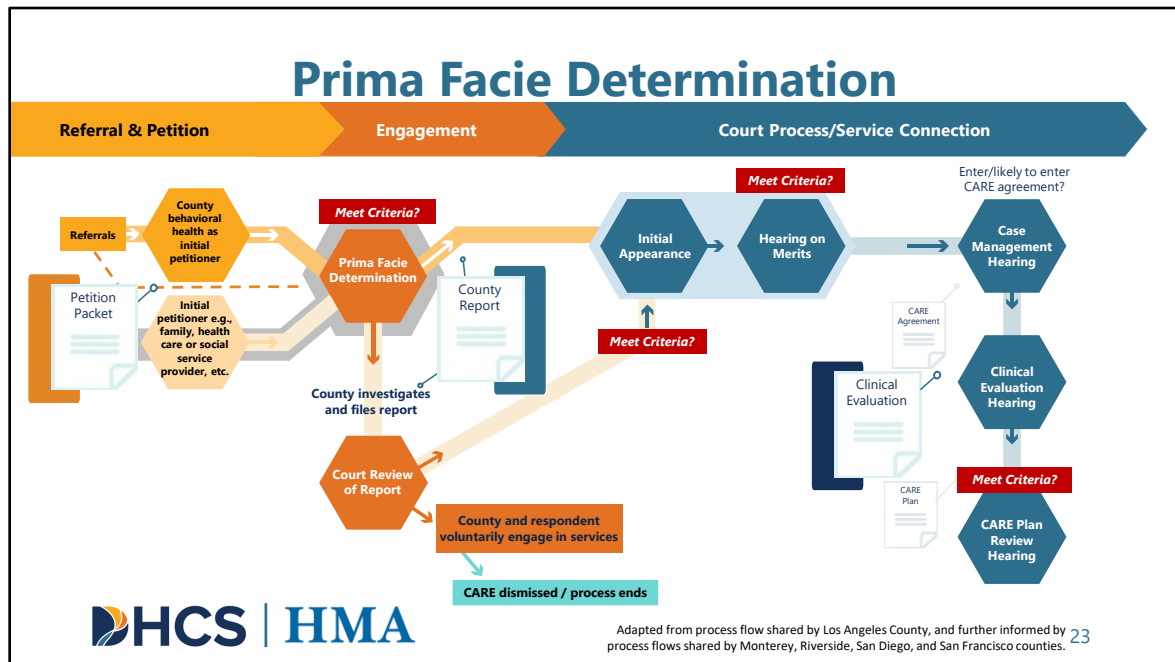 Prima Facie Determination
Referral & Petition
Engagement
Court Process/Service Connection
Referrals
County
behavioral
health as
initial
petitioner
Petition
Packet
Initial
petitioner e.g.,
family, health
care or social
service
provider, etc.
Meet Criteria?
Prima Facie
Determination
County
Report
County investigates
and files report
Court Review
of Report
County and respondent
voluntarily engage in services
CARE dismissed / process ends
Initial
Appearance
Meet Criteria?
Hearing on
Merits
Meet Criteria?
Enter/likely to enter
CARE agreement?
Case
Management
Hearing
CARE
Agreement
Clinical
Evaluation
Clinical
Evaluation
Hearing
CARE
Plan
Meet Criteria?
CARE Plan
Review
Hearing
DHCS | HMA
Adapted from process flow shared by Los Angeles County, and further informed by
process flows shared by Monterey, Riverside, San Diego, and San Francisco counties.
23